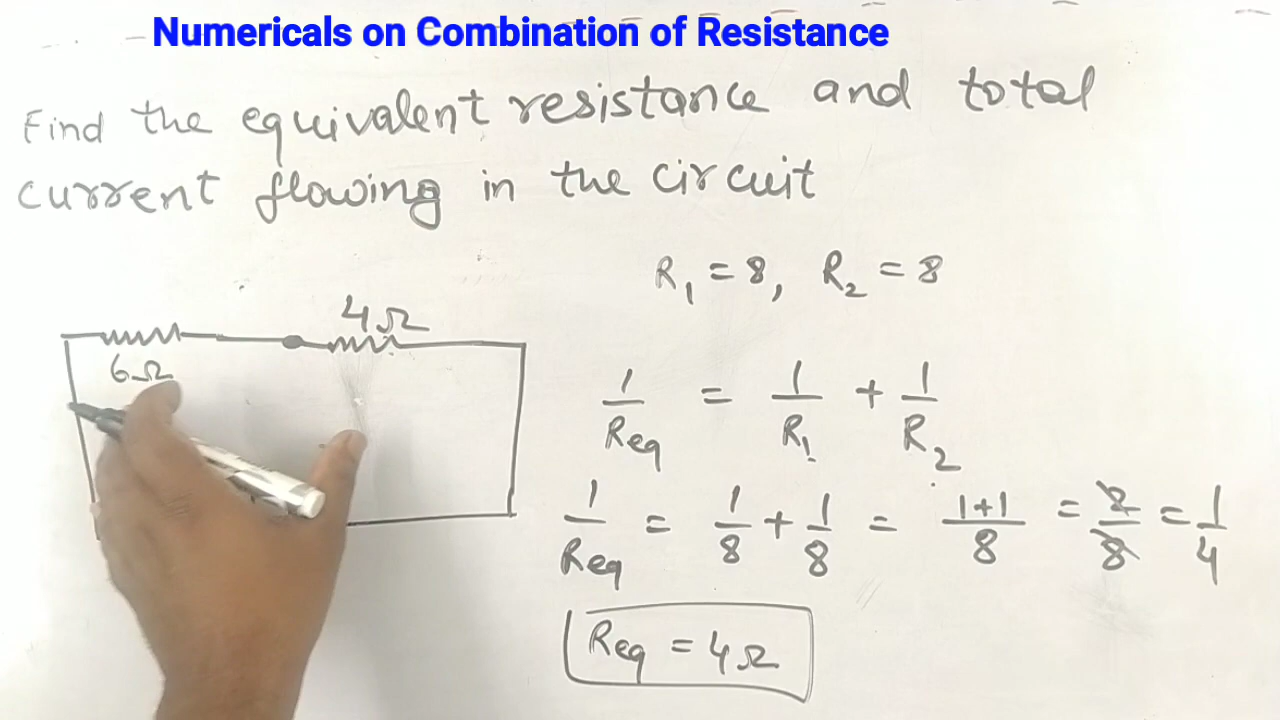 Numericals on Combination of Resistance
Find the equivalent resistance and total
current flowing in the circuit
R₁ = 8, R₂ = 8
4Ω
6Ω
1/Req = 1/R₁ + 1/R₂
1/Req = 1/8 + 1/8 = 1+1/8 = 2/8 = 1/4
Req = 4Ω